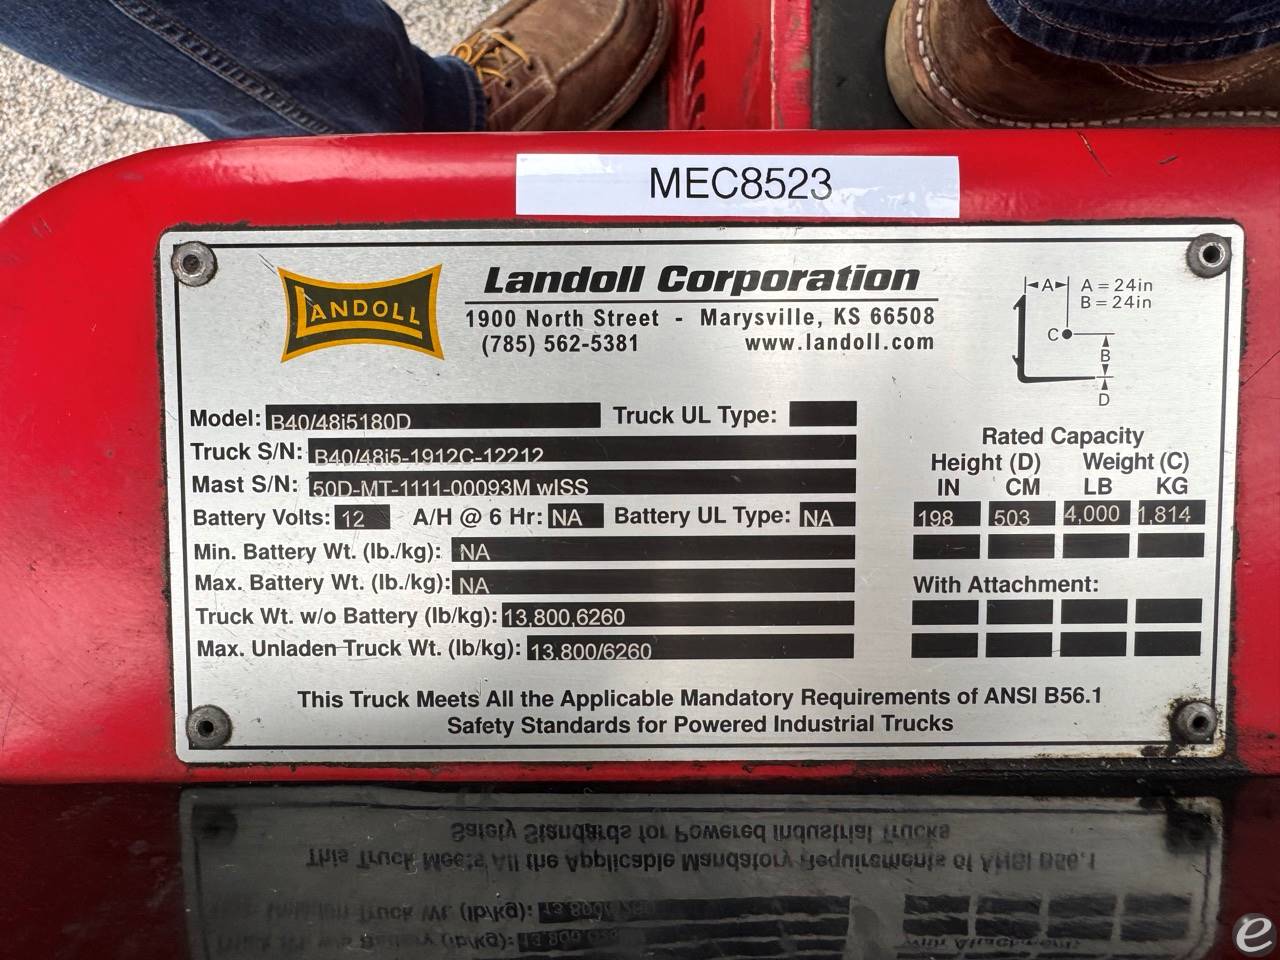 MEC8523
LANDOLL
Landoll Corporation
1900 North Street - Marysville, KS 66508
(785) 562-5381 www.landoll.com
A A = 24in
B = 24in
C
B
D
Model: B40/48i5180D Truck UL Type:
Truck S/N: B40/48i5-1912C-12212
Mast S/N: 50D-MT-1111-00093M wISS
Battery Volts: 12 A/H @ 6 Hr: NA Battery UL Type: NA
Min. Battery Wt. (lb./kg): NA
Max. Battery Wt. (lb./kg): NA
Truck Wt. w/o Battery (lb/kg): 13,800,6260
Max. Unladen Truck Wt. (lb/kg): 13,800/6260
Rated Capacity
Height (D) Weight (C)
IN CM LB KG
198 503 4,000 1,814
With Attachment:
This Truck Meets All the Applicable Mandatory Requirements of ANSI B56.1
Safety Standards for Powered Industrial Trucks
e